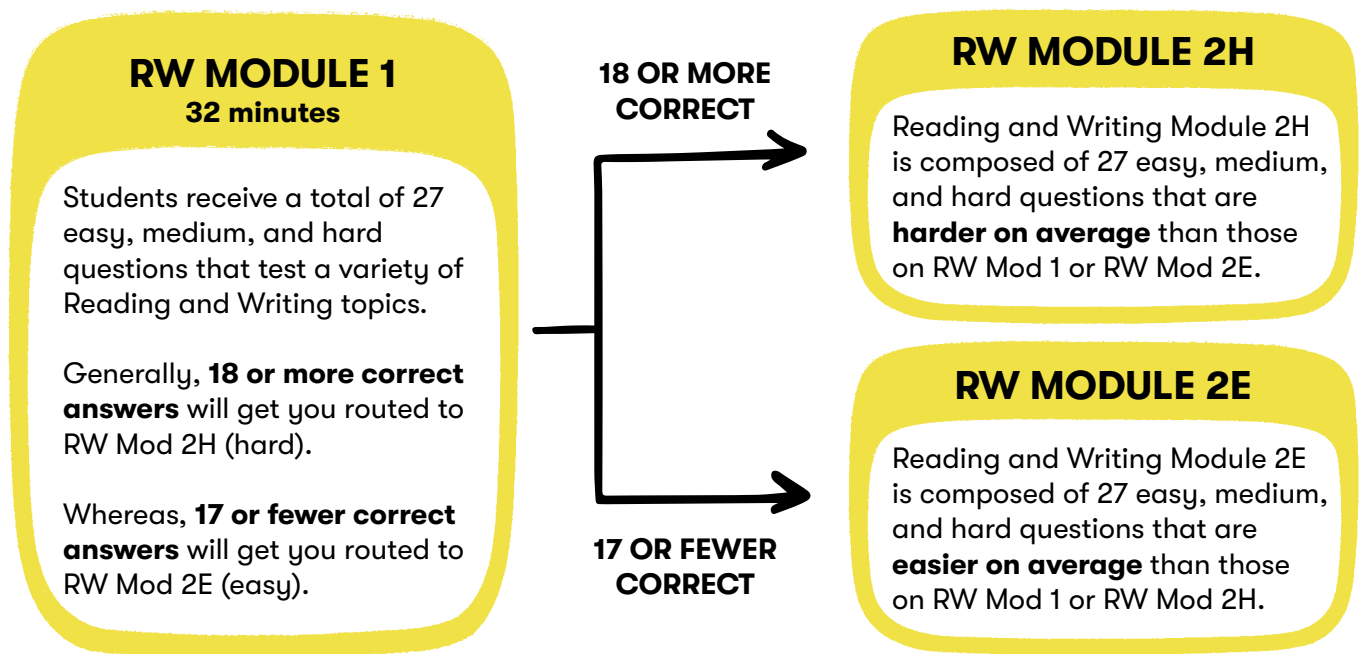 RW MODULE 1
32 minutes
Students receive a total of 27
easy, medium, and hard
questions that test a variety of
Reading and Writing topics.
Generally, 18 or more correct
answers will get you routed to
RW Mod 2H (hard).
Whereas, 17 or fewer correct
answers will get you routed to
RW Mod 2E (easy).
18 OR MORE
CORRECT
17 OR FEWER
CORRECT
RW MODULE 2H
Reading and Writing Module 2H
is composed of 27 easy, medium,
and hard questions that are
harder on average than those
on RW Mod 1 or RW Mod 2E.
RW MODULE 2E
Reading and Writing Module 2E
is composed of 27 easy, medium,
and hard questions that are
easier on average than those
on RW Mod 1 or RW Mod 2H.